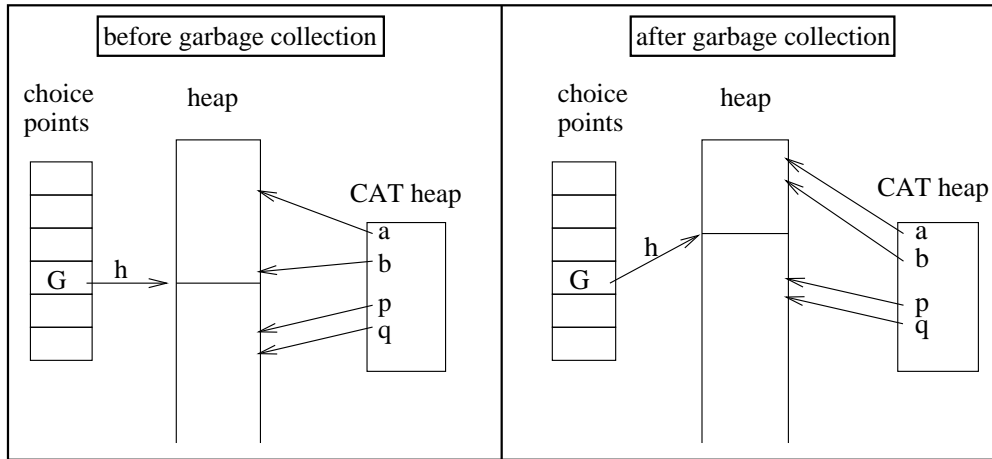 before garbage collection
choice
points
heap
CAT heap
a
b
p
q
G
h
after garbage collection
choice
points
heap
CAT heap
a
b
p
q
G
h